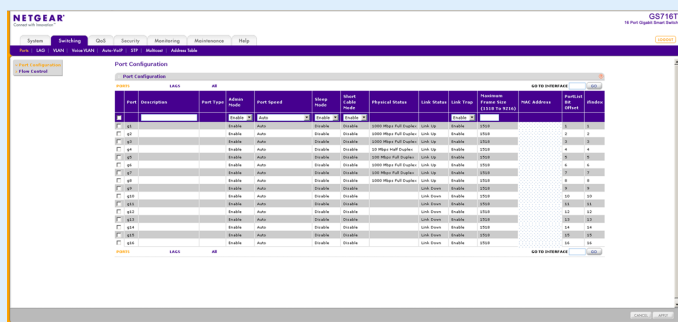 NETGEAR
Connect with Innovation
GS716T
16 Port Gigabit Smart Switch
System Switching QoS Security Monitoring Maintenance Help
LOGOUT
Ports LAG VLAN Voice VLAN Auto-VoIP STP Multicast Address Table
Port Configuration
Flow Control
Port Configuration
Port Configuration
PORTS LAGS All GO TO INTERFACE GO
Port Description Port Type Admin Mode Port Speed Sleep Mode Short Cable Mode Physical Status Link Status Link Trap Maximum Frame Size (1518 To 9216) MAC Address PortList Bit Offset ifIndex
Enable Auto Enable Enable Enable
g1 Enable Auto Disable Disable 1000 Mbps Full Duplex Link Up Enable 1518 1 1
g2 Enable Auto Disable Disable 1000 Mbps Full Duplex Link Up Enable 1518 2 2
g3 Enable Auto Disable Disable 1000 Mbps Full Duplex Link Up Enable 1518 3 3
g4 Enable Auto Disable Disable 10 Mbps Half Duplex Link Up Enable 1518 4 4
g5 Enable Auto Disable Disable 100 Mbps Full Duplex Link Up Enable 1518 5 5
g6 Enable Auto Disable Disable 1000 Mbps Full Duplex Link Up Enable 1518 6 6
g7 Enable Auto Disable Disable 100 Mbps Full Duplex Link Up Enable 1518 7 7
g8 Enable Auto Disable Disable 1000 Mbps Full Duplex Link Up Enable 1518 8 8
g9 Enable Auto Disable Disable Link Down Enable 1518 9 9
g10 Enable Auto Disable Disable Link Down Enable 1518 10 10
g11 Enable Auto Disable Disable Link Down Enable 1518 11 11
g12 Enable Auto Disable Disable Link Down Enable 1518 12 12
g13 Enable Auto Disable Disable Link Down Enable 1518 13 13
g14 Enable Auto Disable Disable Link Down Enable 1518 14 14
g15 Enable Auto Disable Disable Link Down Enable 1518 15 15
g16 Enable Auto Disable Disable Link Down Enable 1518 16 16
PORTS LAGS All GO TO INTERFACE GO
CANCEL APPLY